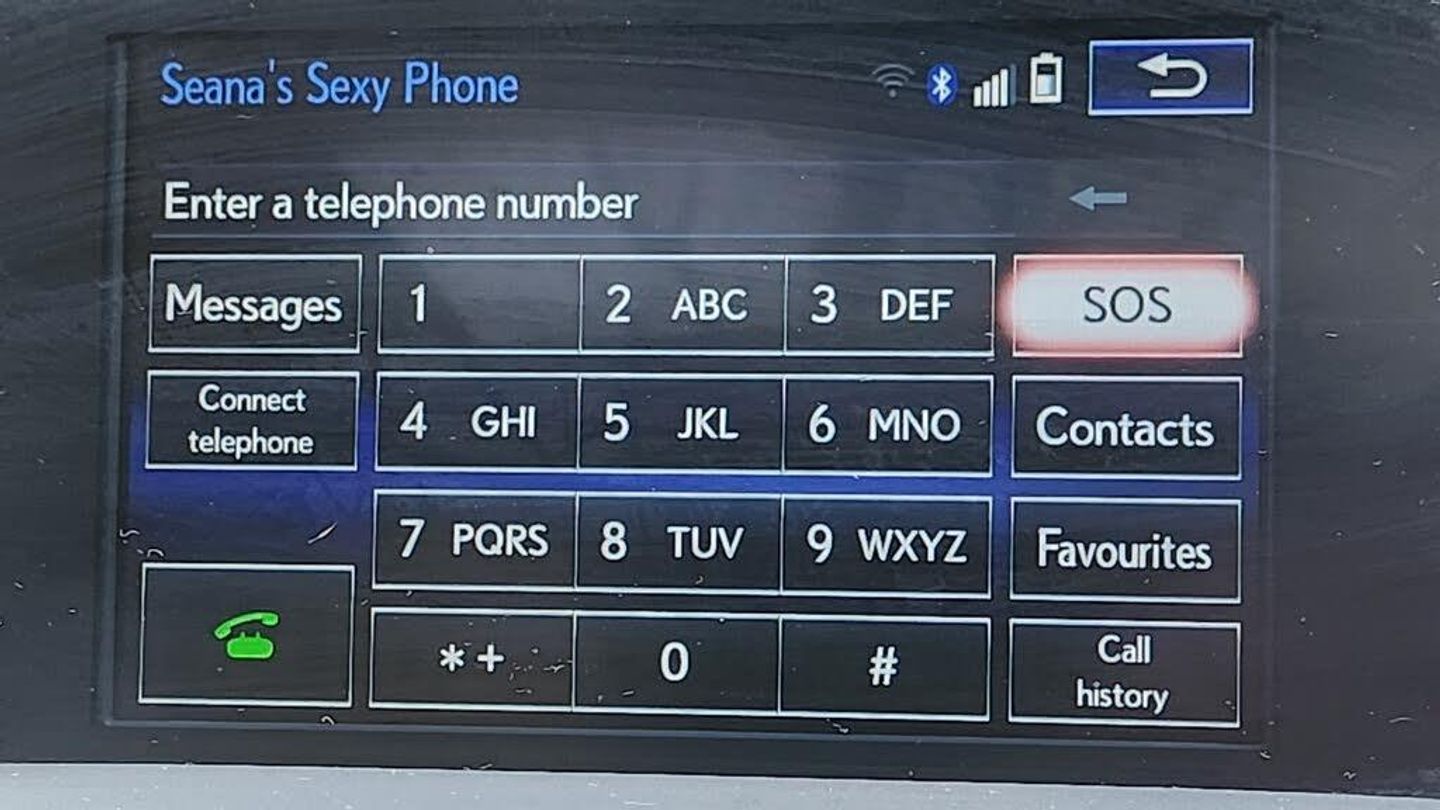 Seana's Sexy Phone
Enter a telephone number
Messages
1
2 ABC
3 DEF
SOS
Connect
telephone
4 GHI
5 JKL
6 MNO
Contacts
7 PQRS
8 TUV
9 WXYZ
Favourites
*+
0
#
Call
history